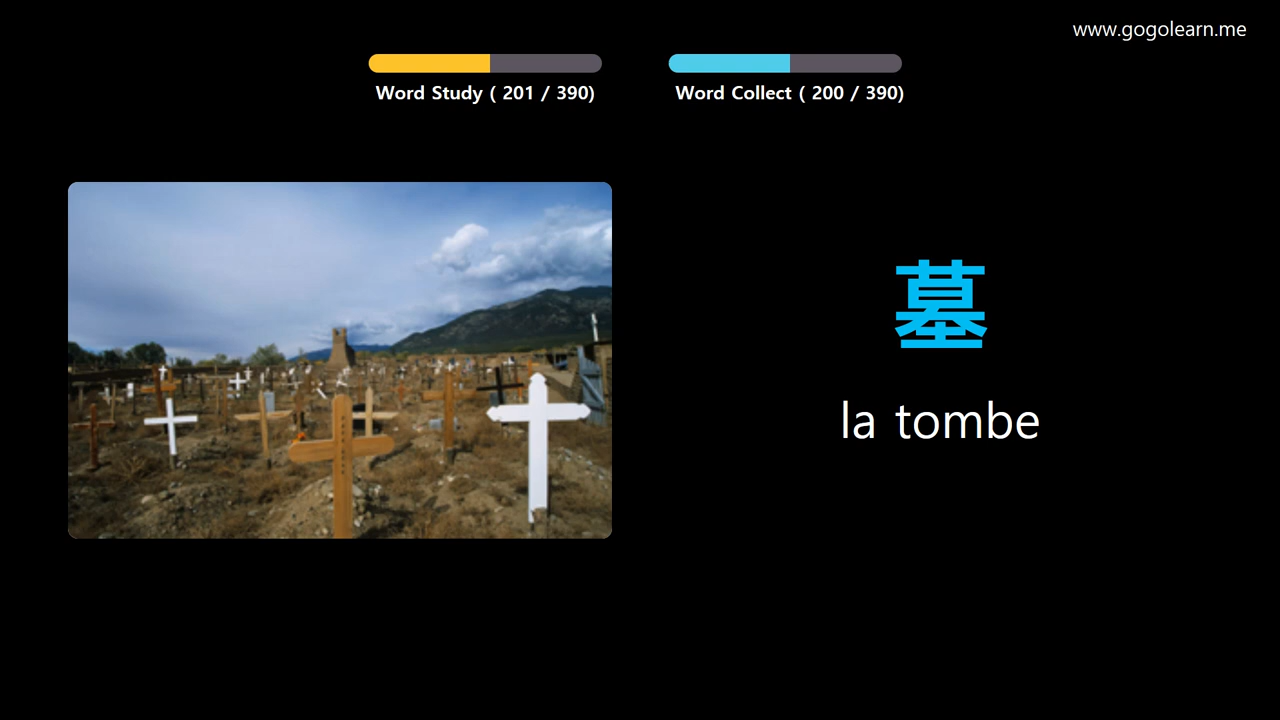 www.gogolearn.me
Word Study ( 201 / 390)
Word Collect ( 200 / 390)
墓
la tombe